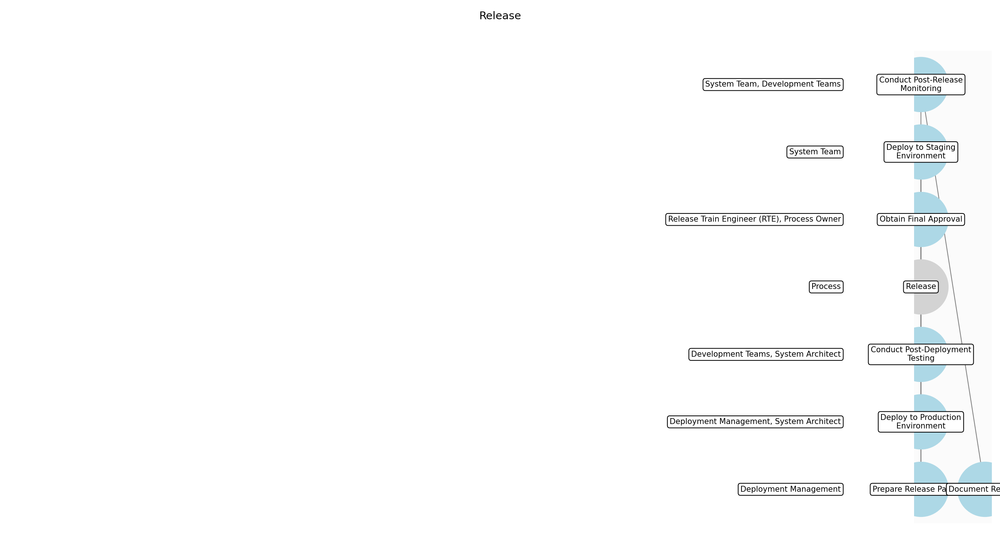 Release
System Team, Development Teams
Conduct Post-Release
Monitoring
System Team
Deploy to Staging
Environment
Release Train Engineer (RTE), Process Owner
Obtain Final Approval
Process
Release
Development Teams, System Architect
Conduct Post-Deployment
Testing
Deployment Management, System Architect
Deploy to Production
Environment
Deployment Management
Prepare Release Pa
Document Re